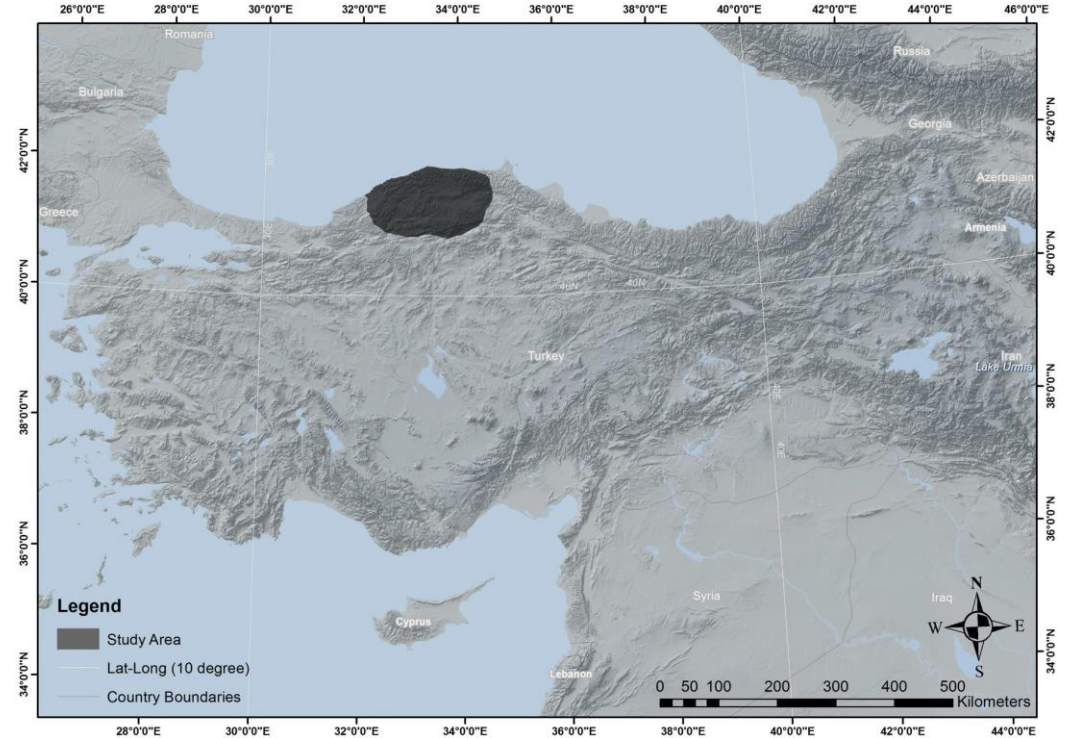 26°0'0"E 28°0'0"E 30°0'0"E 32°0'0"E 34°0'0"E 36°0'0"E 38°0'0"E 40°0'0"E 42°0'0"E 44°0'0"E 46°0'0"E
Romania
Russia
Bulgaria
42°0'0"N
42°0'0"N
Georgia
30E
Azerbaijan
Greece
30E
Armenia
40°0'0"N
40°0'0"N
40N
40N
Turkey
Iran
Lake Urmia
38°0'0"N
38°0'0"N
40E
40E
36°0'0"N
36°0'0"N
Syria
Iraq
Cyprus
Lebanon
34°0'0"N
34°0'0"N
Legend
Study Area
Lat-Long (10 degree)
Country Boundaries
N
W E
S
0 50 100 200 300 400 500
Kilometers
28°0'0"E 30°0'0"E 32°0'0"E 34°0'0"E 36°0'0"E 38°0'0"E 40°0'0"E 42°0'0"E 44°0'0"E